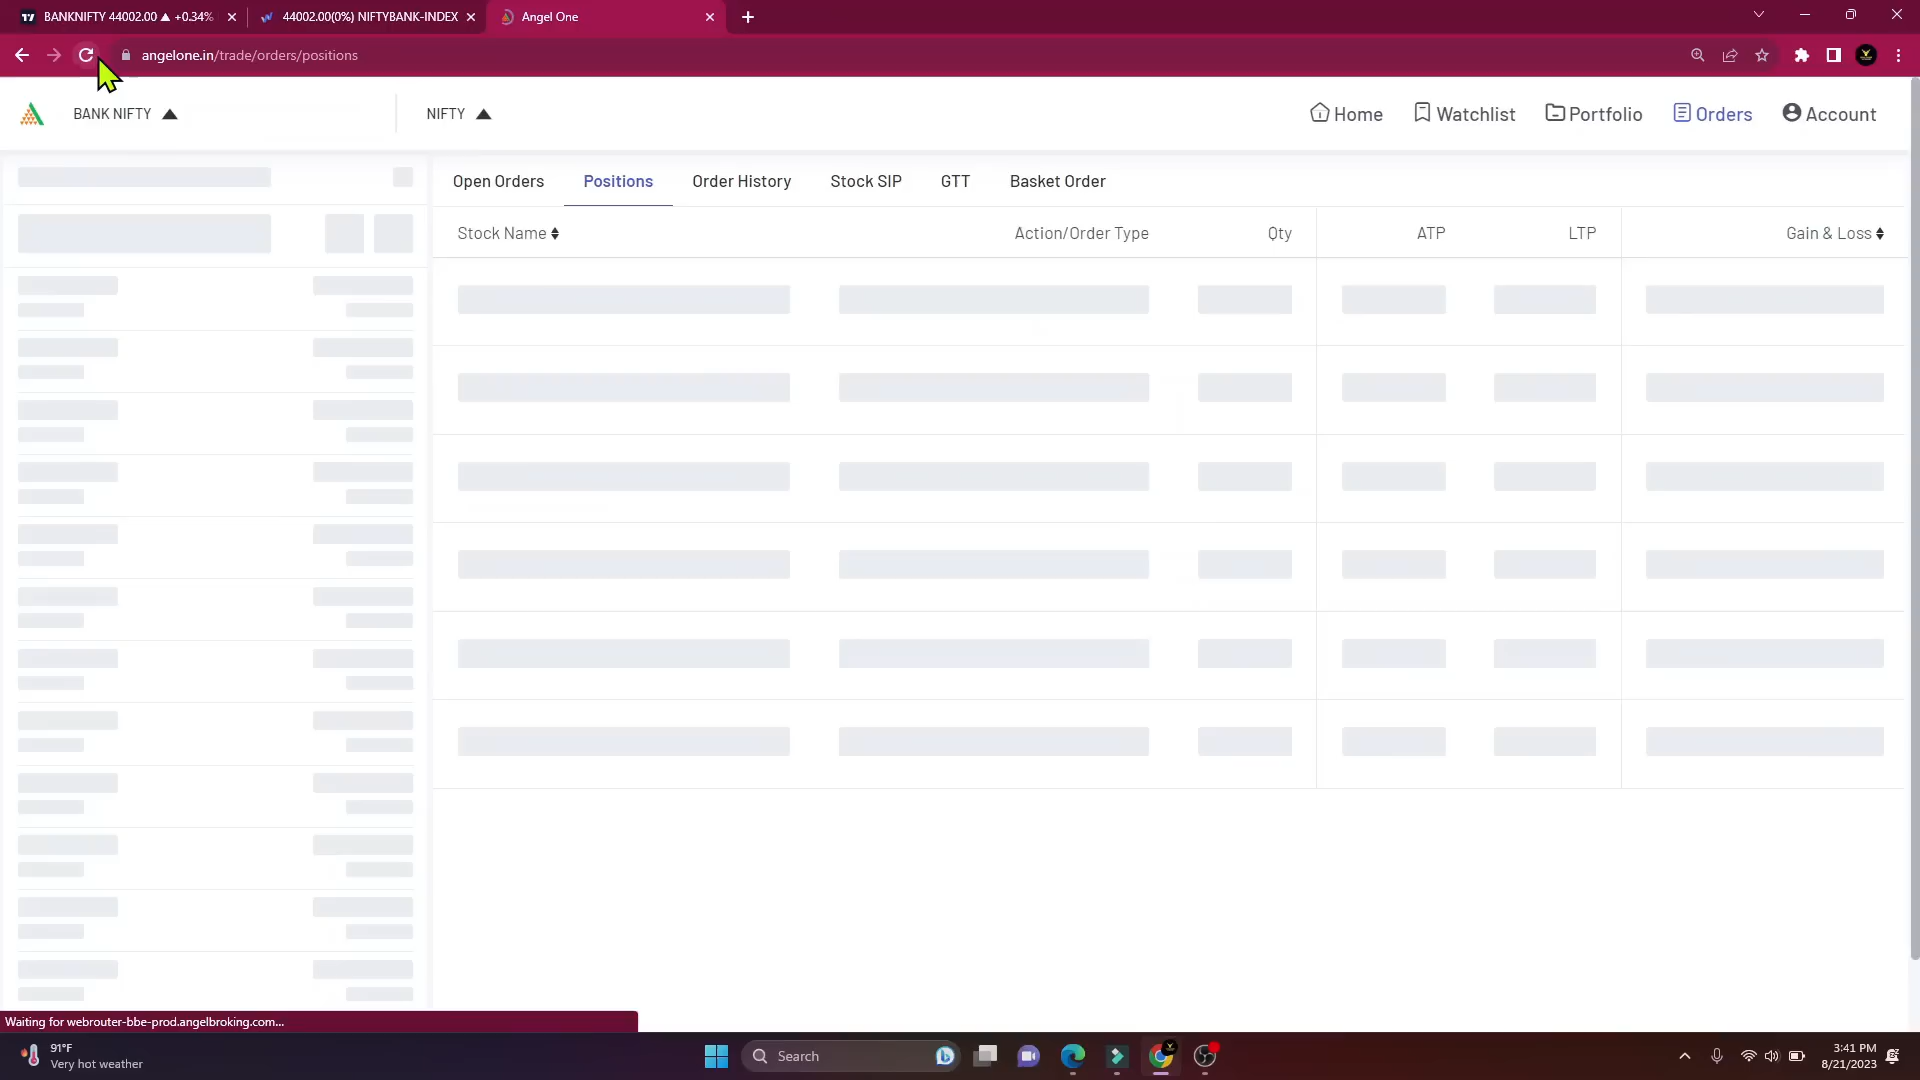 BANKNIFTY 44002.00 ▲ +0.34%
44002.00(0%) NIFTYBANK-INDEX
Angel One
angelone.in/trade/orders/positions
BANK NIFTY ▲
NIFTY ▲
Home
Watchlist
Portfolio
Orders
Account
Open Orders
Positions
Order History
Stock SIP
GTT
Basket Order
Stock Name
Action/Order Type
Qty
ATP
LTP
Gain & Loss
Waiting for webrouter-bbe-prod.angelbroking.com...
91°F
Very hot weather
Search
3:41 PM
8/21/2023